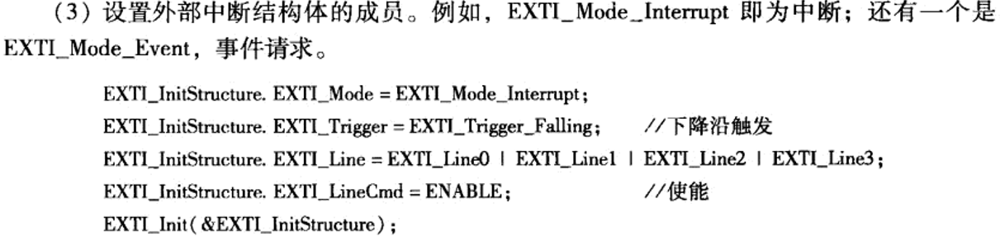 (3) 设置外部中断结构体的成员。例如，EXTI_Mode_Interrupt 即为中断；还有一个是
EXTI_Mode_Event，事件请求。
EXTI_InitStructure. EXTI_Mode = EXTI_Mode_Interrupt;
EXTI_InitStructure. EXTI_Trigger = EXTI_Trigger_Falling; //下降沿触发
EXTI_InitStructure. EXTI_Line = EXTI_Line0 | EXTI_Line1 | EXTI_Line2 | EXTI_Line3;
EXTI_InitStructure. EXTI_LineCmd = ENABLE; //使能
EXTI_Init(&EXTI_InitStructure);